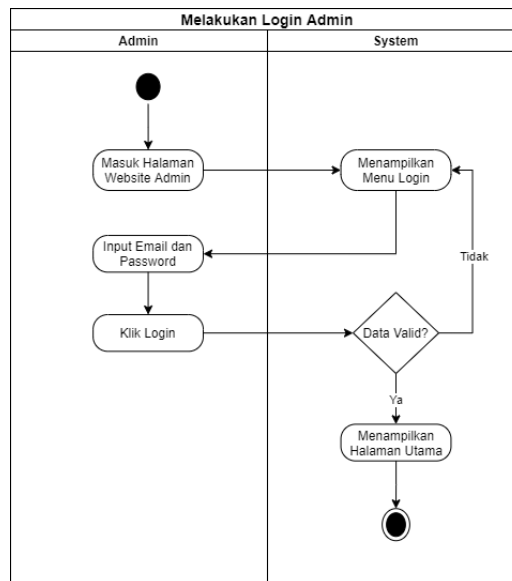 Melakukan Login Admin
Admin
System
Masuk Halaman
Website Admin
Menampilkan
Menu Login
Input Email dan
Password
Tidak
Klik Login
Data Valid?
Ya
Menampilkan
Halaman Utama